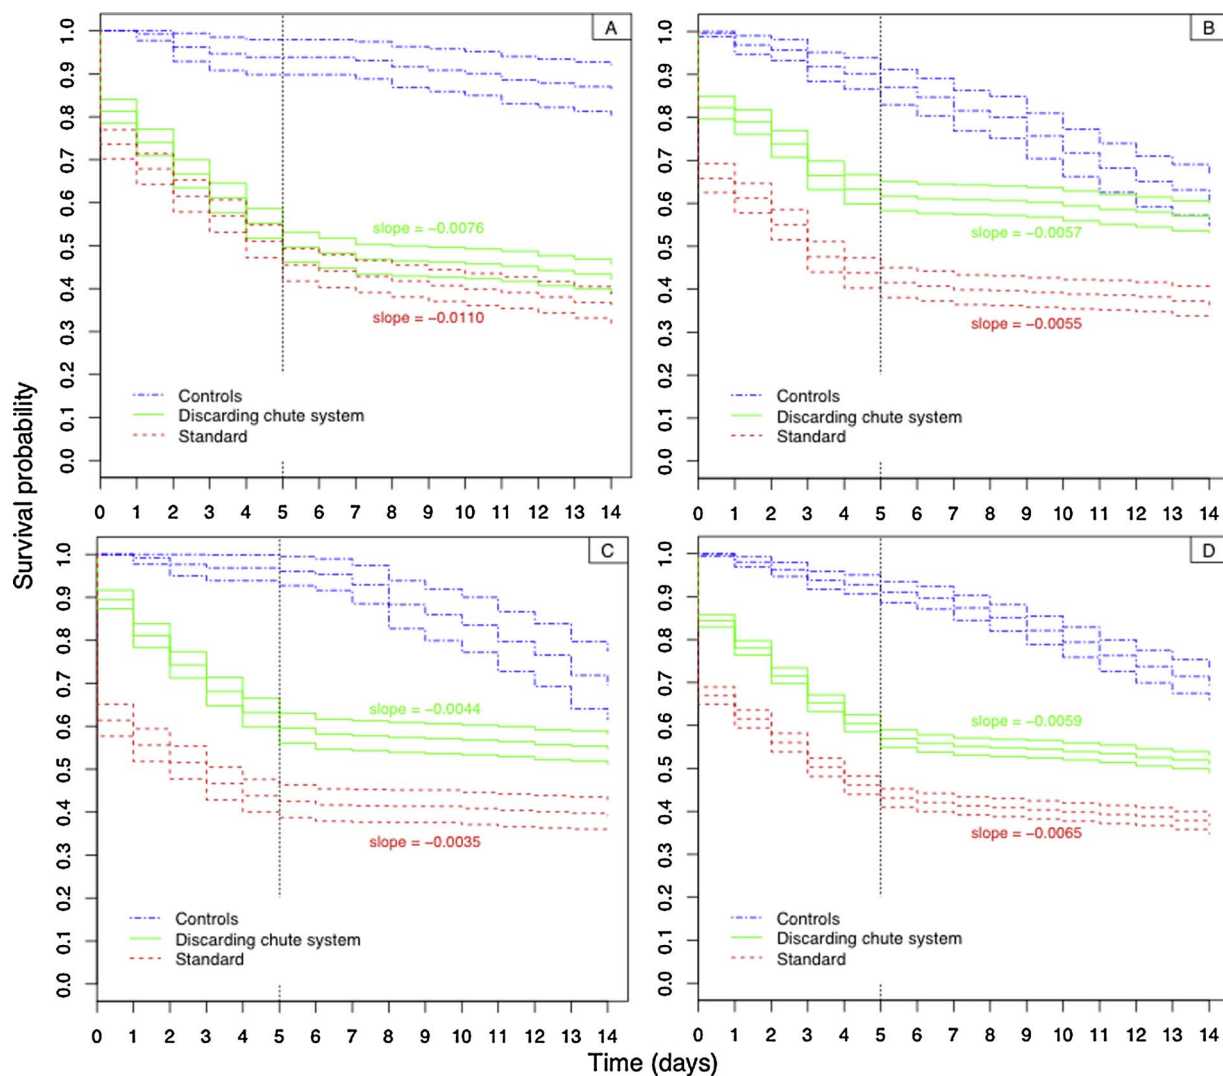 A
1.0
0.9
0.8
0.7
0.6
0.5
0.4
0.3
0.2
0.1
0.0
slope = −0.0076
slope = −0.0110
Controls
Discarding chute system
Standard
0 1 2 3 4 5 6 7 8 9 10 11 12 13 14
B
1.0
0.9
0.8
0.7
0.6
0.5
0.4
0.3
0.2
0.1
0.0
slope = −0.0057
slope = −0.0055
Controls
Discarding chute system
Standard
0 1 2 3 4 5 6 7 8 9 10 11 12 13 14
Survival probability
C
1.0
0.9
0.8
0.7
0.6
0.5
0.4
0.3
0.2
0.1
0.0
slope = −0.0044
slope = −0.0035
Controls
Discarding chute system
Standard
0 1 2 3 4 5 6 7 8 9 10 11 12 13 14
D
1.0
0.9
0.8
0.7
0.6
0.5
0.4
0.3
0.2
0.1
0.0
slope = −0.0059
slope = −0.0065
Controls
Discarding chute system
Standard
0 1 2 3 4 5 6 7 8 9 10 11 12 13 14
Time (days)